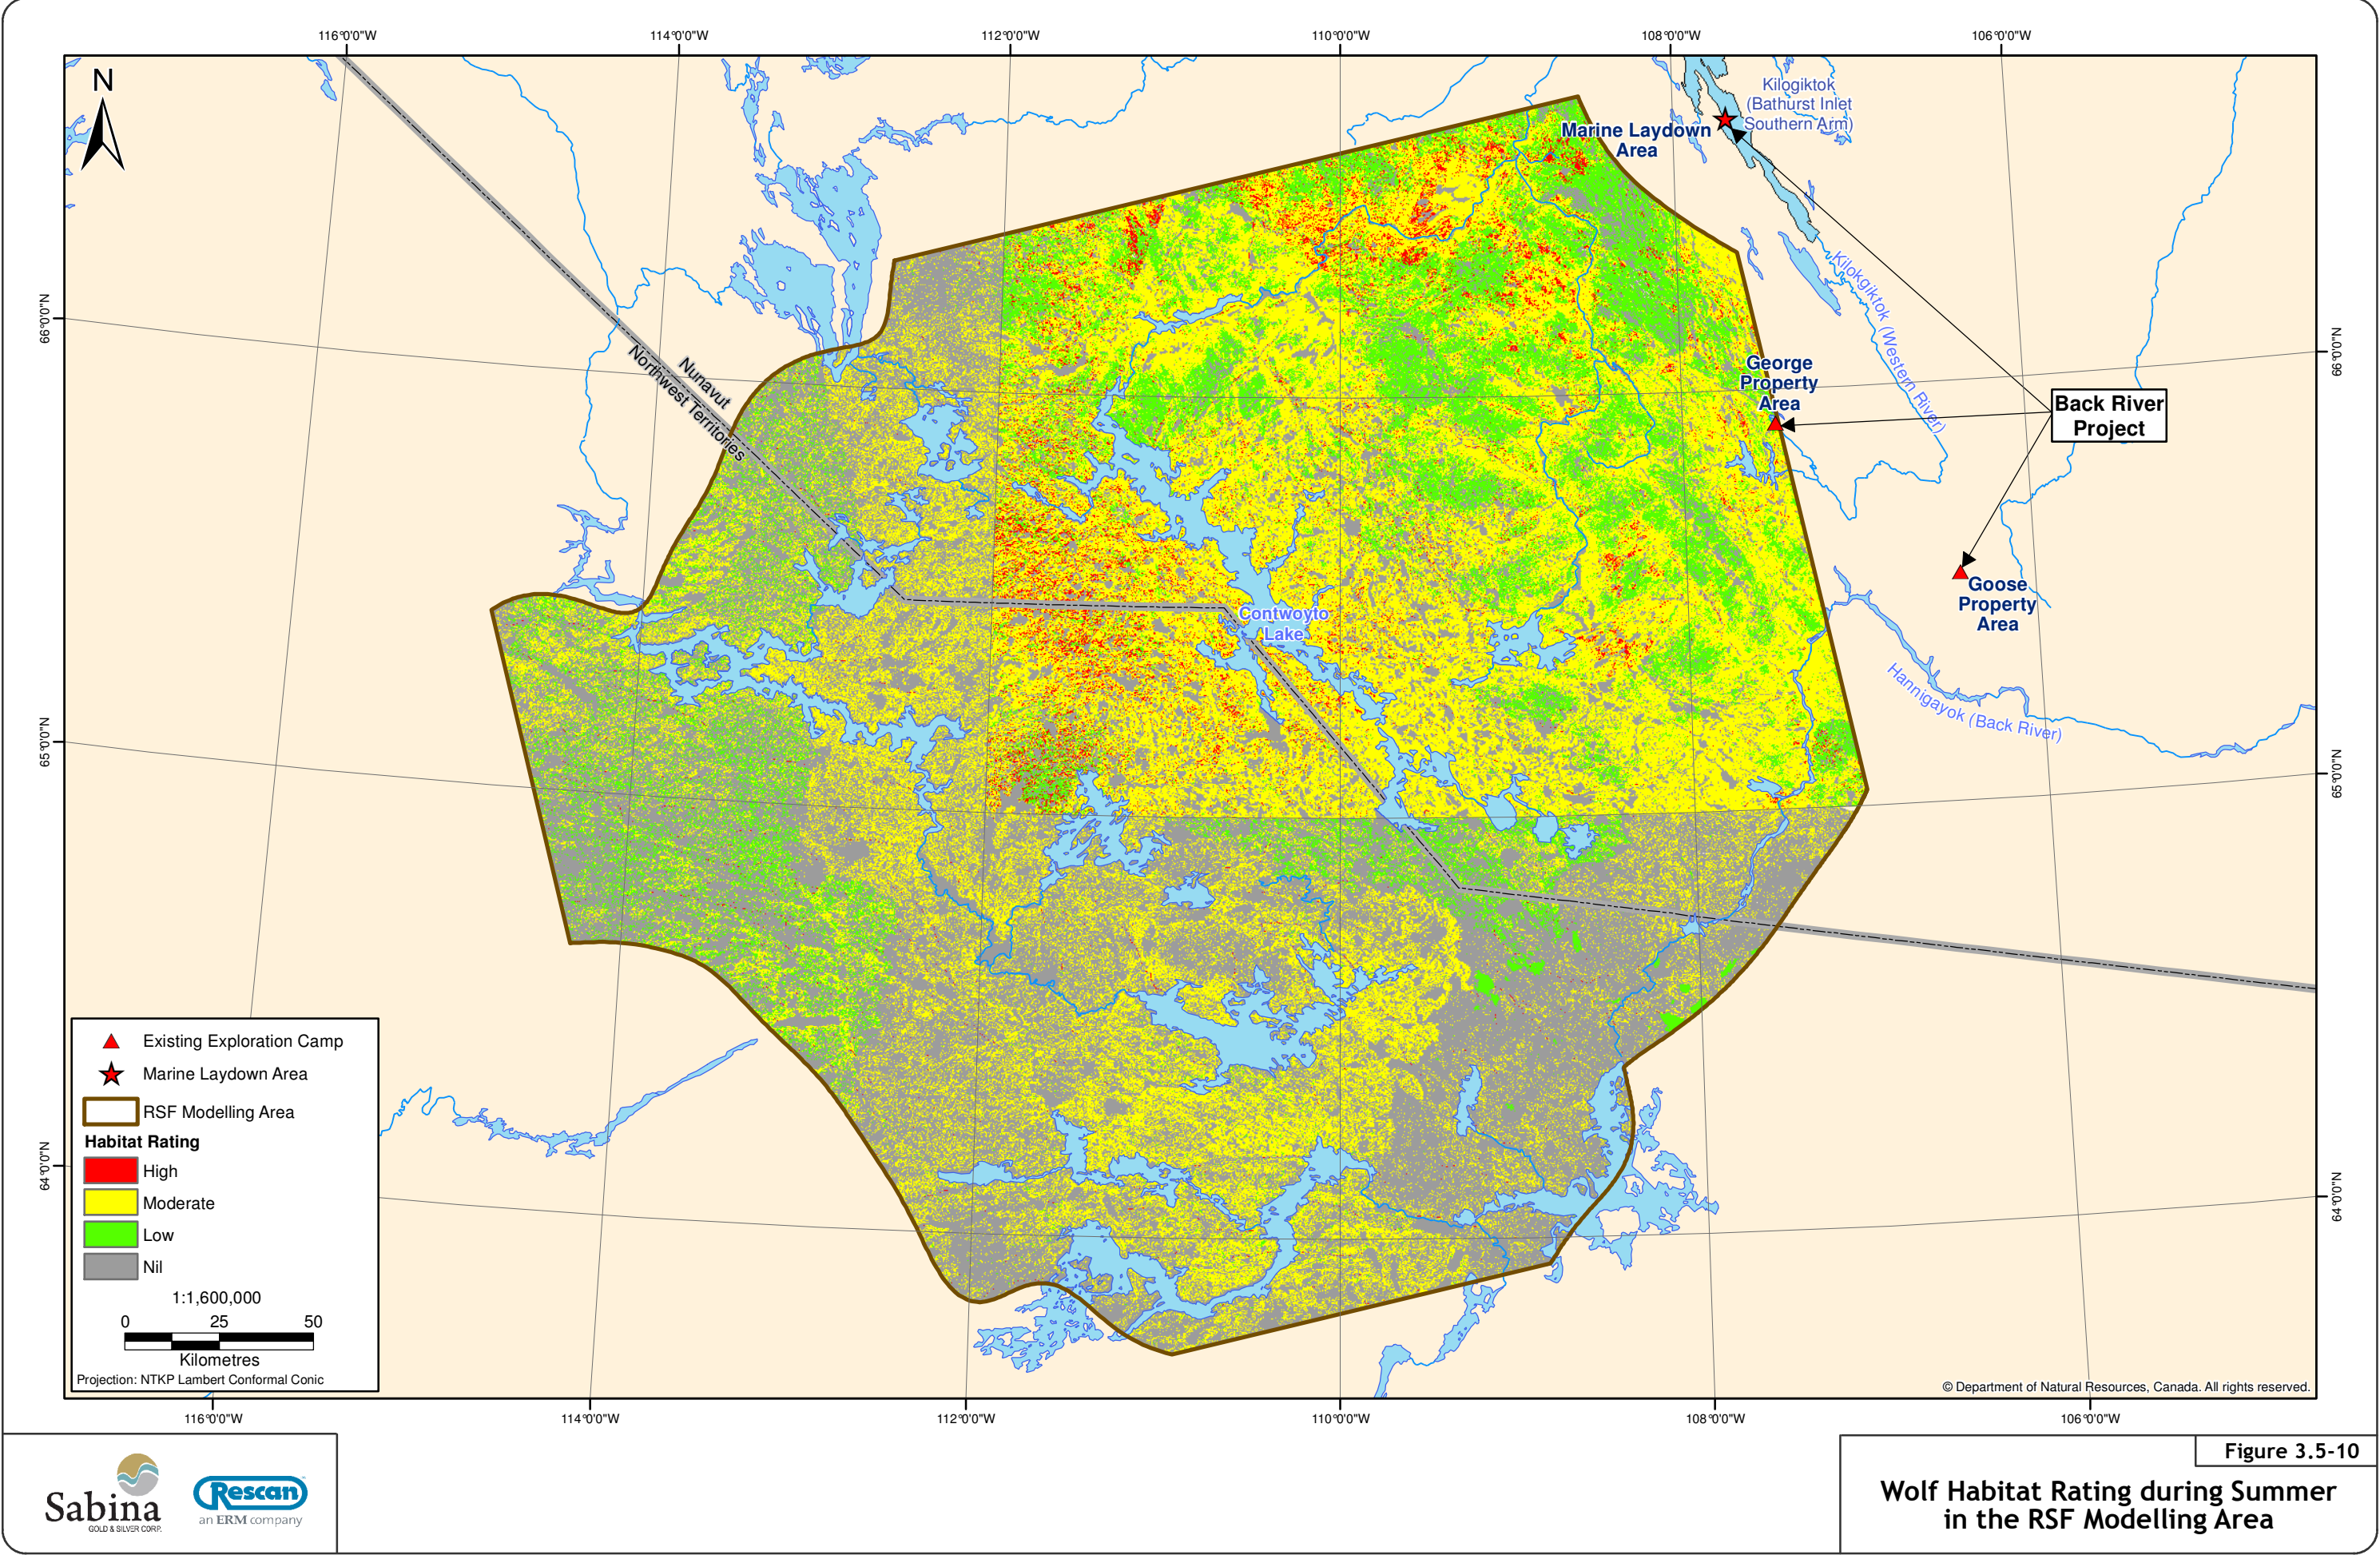 116°0'0"W
114°0'0"W
112°0'0"W
110°0'0"W
108°0'0"W
106°0'0"W
N
Kilogiktok
(Bathurst Inlet
Southern Arm)
Marine Laydown
Area
Kilokgiktok (Western River)
66°0'0"N
66°0'0"N
Nunavut
Northwest Territories
George
Property
Area
Back River
Project
Goose
Property
Area
Contwoyto
Lake
Hannigayok (Back River)
65°0'0"N
65°0'0"N
64°0'0"N
64°0'0"N
Existing Exploration Camp
Marine Laydown Area
RSF Modelling Area
Habitat Rating
High
Moderate
Low
Nil
1:1,600,000
0 25 50
Kilometres
Projection: NTKP Lambert Conformal Conic
© Department of Natural Resources, Canada. All rights reserved.
116°0'0"W
114°0'0"W
112°0'0"W
110°0'0"W
108°0'0"W
106°0'0"W
Sabina
GOLD & SILVER CORP.
Rescan
an ERM company
Figure 3.5-10
Wolf Habitat Rating during Summer
in the RSF Modelling Area